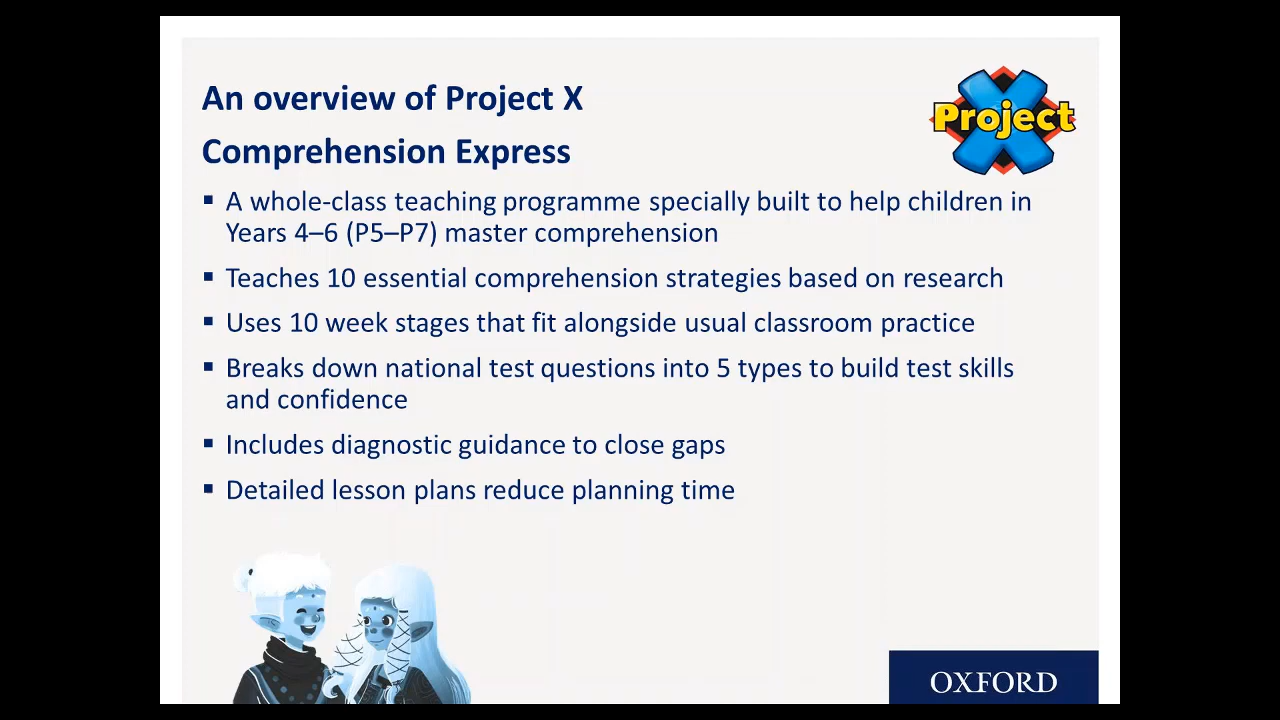 An overview of Project X
Comprehension Express
Project
X
▪ A whole-class teaching programme specially built to help children in
Years 4–6 (P5–P7) master comprehension
▪ Teaches 10 essential comprehension strategies based on research
▪ Uses 10 week stages that fit alongside usual classroom practice
▪ Breaks down national test questions into 5 types to build test skills
and confidence
▪ Includes diagnostic guidance to close gaps
▪ Detailed lesson plans reduce planning time
OXFORD